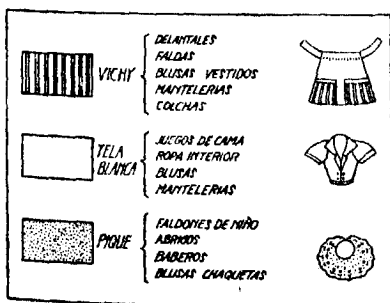 VICHY
DELANTALES
FALDAS
BLUSAS VESTIDOS
MANTELERIAS
COLCHAS
TELA
BLANCA
JUEGOS DE CAMA
ROPA INTERIOR
BLUSAS
MANTELERIAS
PIQUE
FALDONES DE NIÑO
ABRIGOS
BABEROS
BLUSAS CHAQUETAS